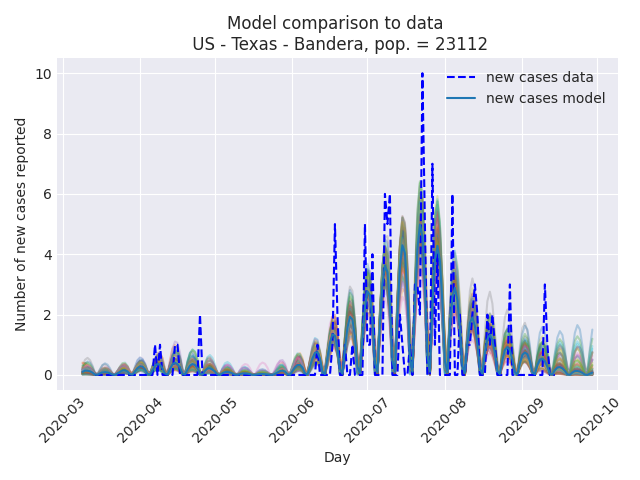 Model comparison to data
US - Texas - Bandera, pop. = 23112
10
8
6
4
2
0
Number of new cases reported
new cases data
new cases model
2020-03
2020-04
2020-05
2020-06
2020-07
2020-08
2020-09
2020-10
Day